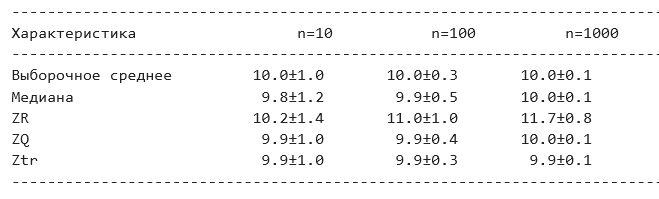 Характеристика n=10 n=100 n=1000
Выборочное среднее 10.0±1.0 10.0±0.3 10.0±0.1
Медиана 9.8±1.2 9.9±0.5 10.0±0.1
ZR 10.2±1.4 11.0±1.0 11.7±0.8
ZQ 9.9±1.0 9.9±0.4 10.0±0.1
Ztr 9.9±1.0 9.9±0.3 9.9±0.1